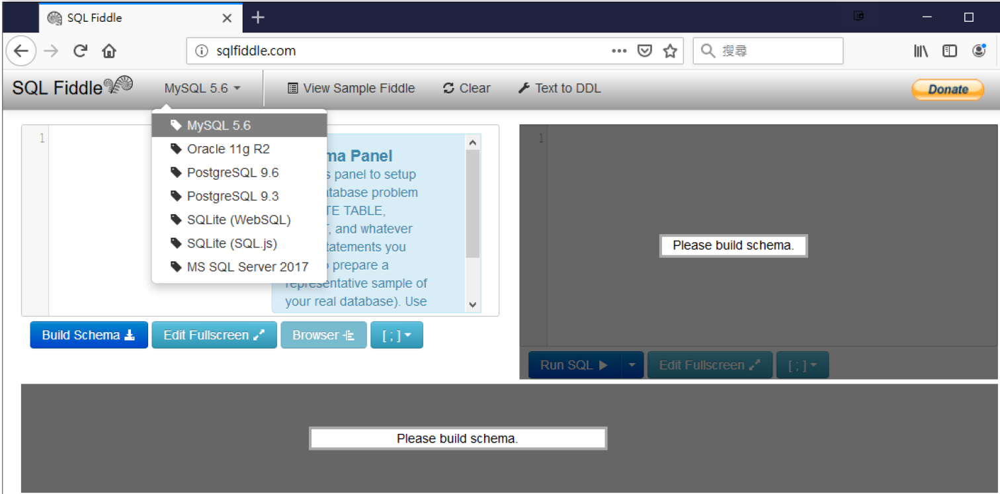 SQL Fiddle
sqlfiddle.com
搜尋
SQL Fiddle
MySQL 5.6
View Sample Fiddle
Clear
Text to DDL
Donate
MySQL 5.6
Oracle 11g R2
PostgreSQL 9.6
PostgreSQL 9.3
SQLite (WebSQL)
SQLite (SQL.js)
MS SQL Server 2017
1
ma Panel
s panel to setup
tabase problem
TE TABLE,
, and whatever
tatements you
prepare a
representative sample of
your real database). Use
Build Schema
Edit Fullscreen
Browser
[ ; ]
1
Please build schema.
Run SQL
Edit Fullscreen
[ ; ]
Please build schema.